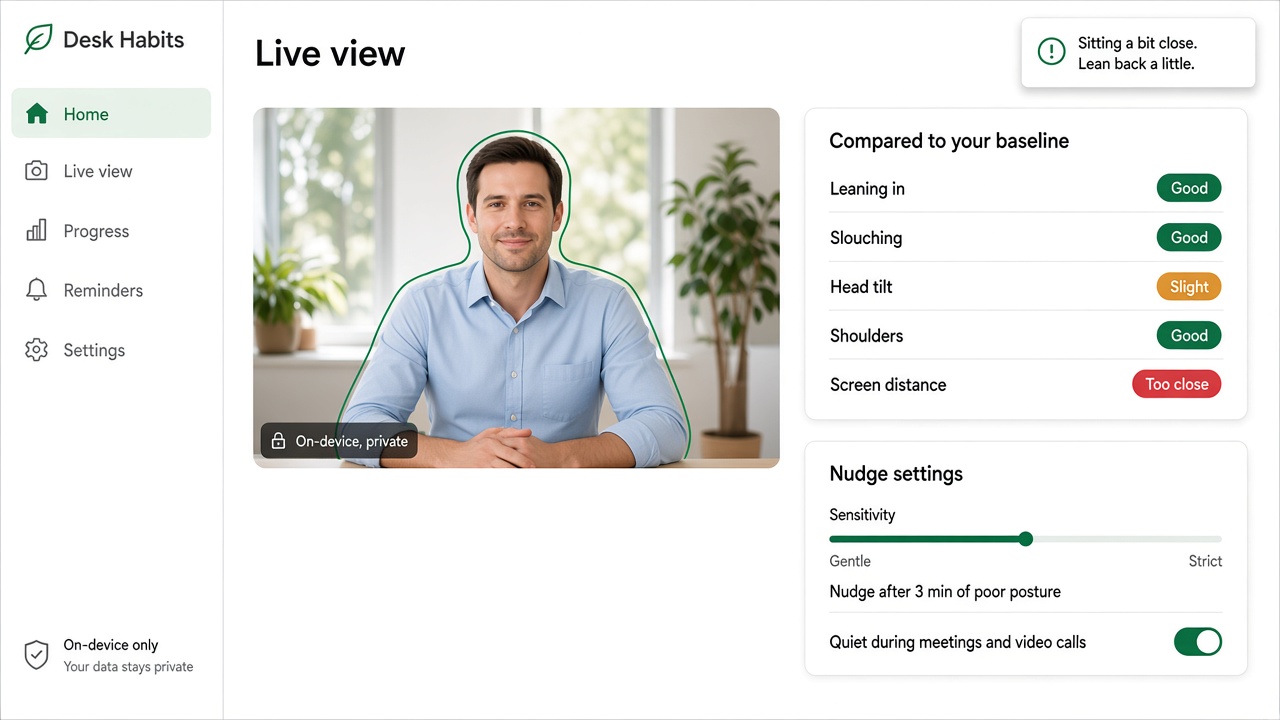 Desk Habits
Home
Live view
Progress
Reminders
Settings
On-device only
Your data stays private
Live view
Sitting a bit close.
Lean back a little.
On-device, private
Compared to your baseline
Leaning in
Good
Slouching
Good
Head tilt
Slight
Shoulders
Good
Screen distance
Too close
Nudge settings
Sensitivity
Gentle
Strict
Nudge after 3 min of poor posture
Quiet during meetings and video calls